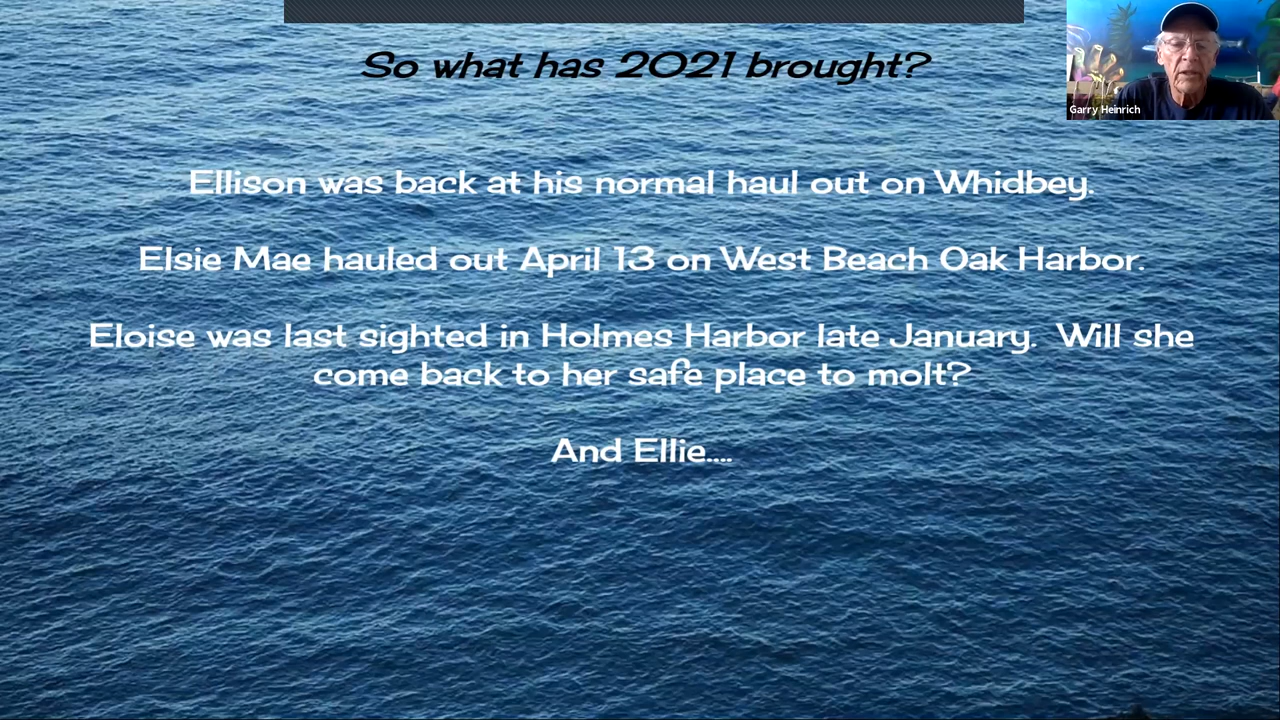 So what has 2021 brought?
Garry Heinrich
Ellison was back at his normal haul out on Whidbey.
Elsie Mae hauled out April 13 on West Beach Oak Harbor.
Eloise was last sighted in Holmes Harbor late January.  Will she
come back to her safe place to molt?
And Ellie....